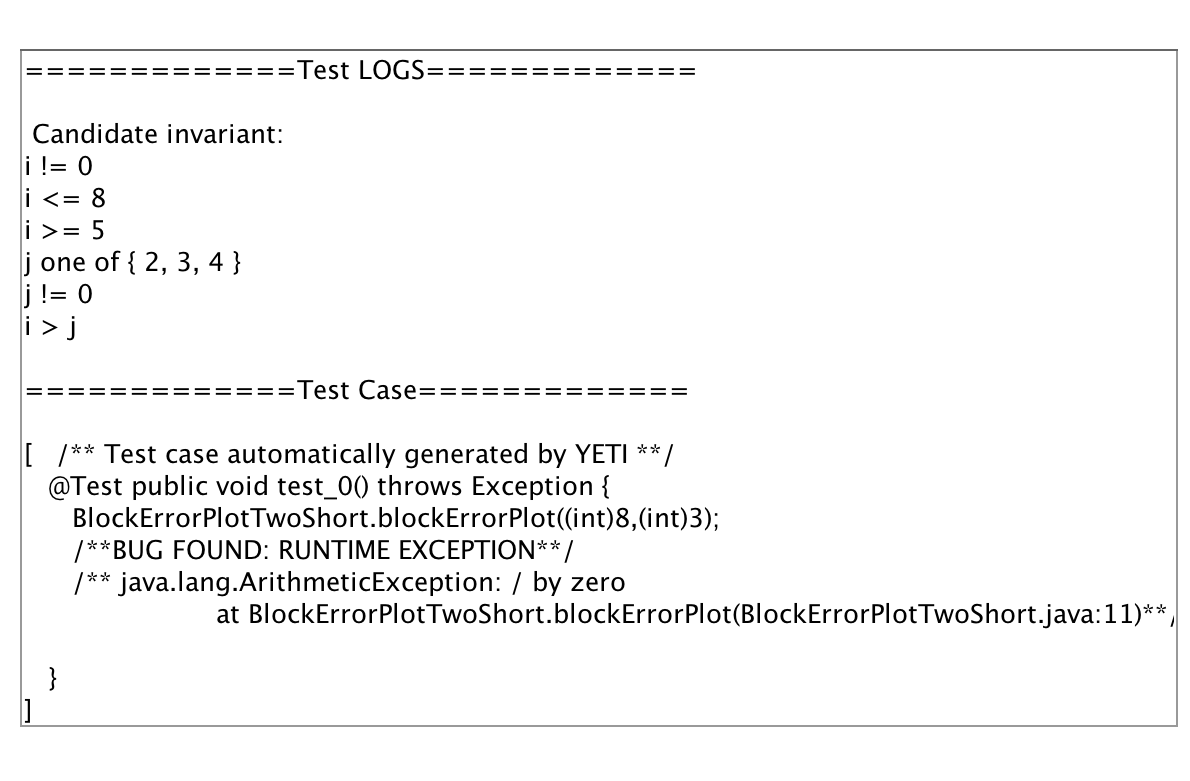 =============Test LOGS=============
Candidate invariant:
i != 0
i <= 8
i >= 5
j one of { 2, 3, 4 }
j != 0
i > j
=============Test Case=============
[   /** Test case automatically generated by YETI **/
@Test public void test_0() throws Exception {
BlockErrorPlotTwoShort.blockErrorPlot((int)8,(int)3);
/**BUG FOUND: RUNTIME EXCEPTION**/
/** java.lang.ArithmeticException: / by zero
at BlockErrorPlotTwoShort.blockErrorPlot(BlockErrorPlotTwoShort.java:11)**/
}
]